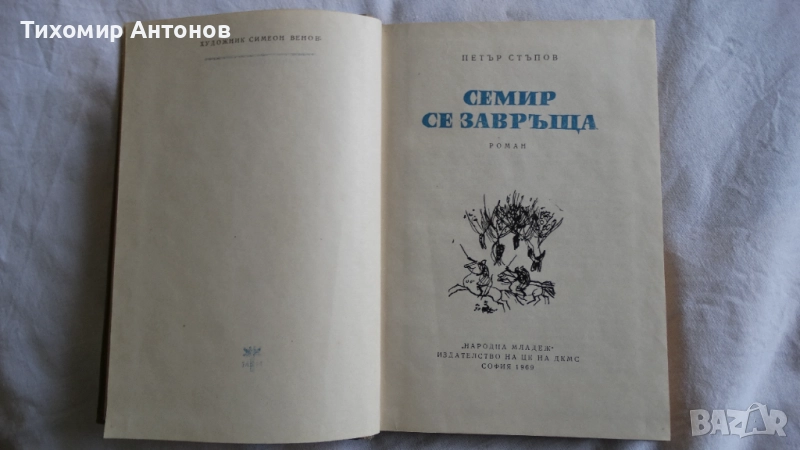 Тихомир Антонов
ХУДОЖНИК СИМЕОН ВЕНОВ
ПЕТЪР СТЪПОВ
СЕМИР
СЕ ЗАВРЪЩА
РОМАН
„НАРОДНА МЛАДЕЖ“
ИЗДАТЕЛСТВО НА ЦК НА ДКМС
СОФИЯ 1969
BAZAR